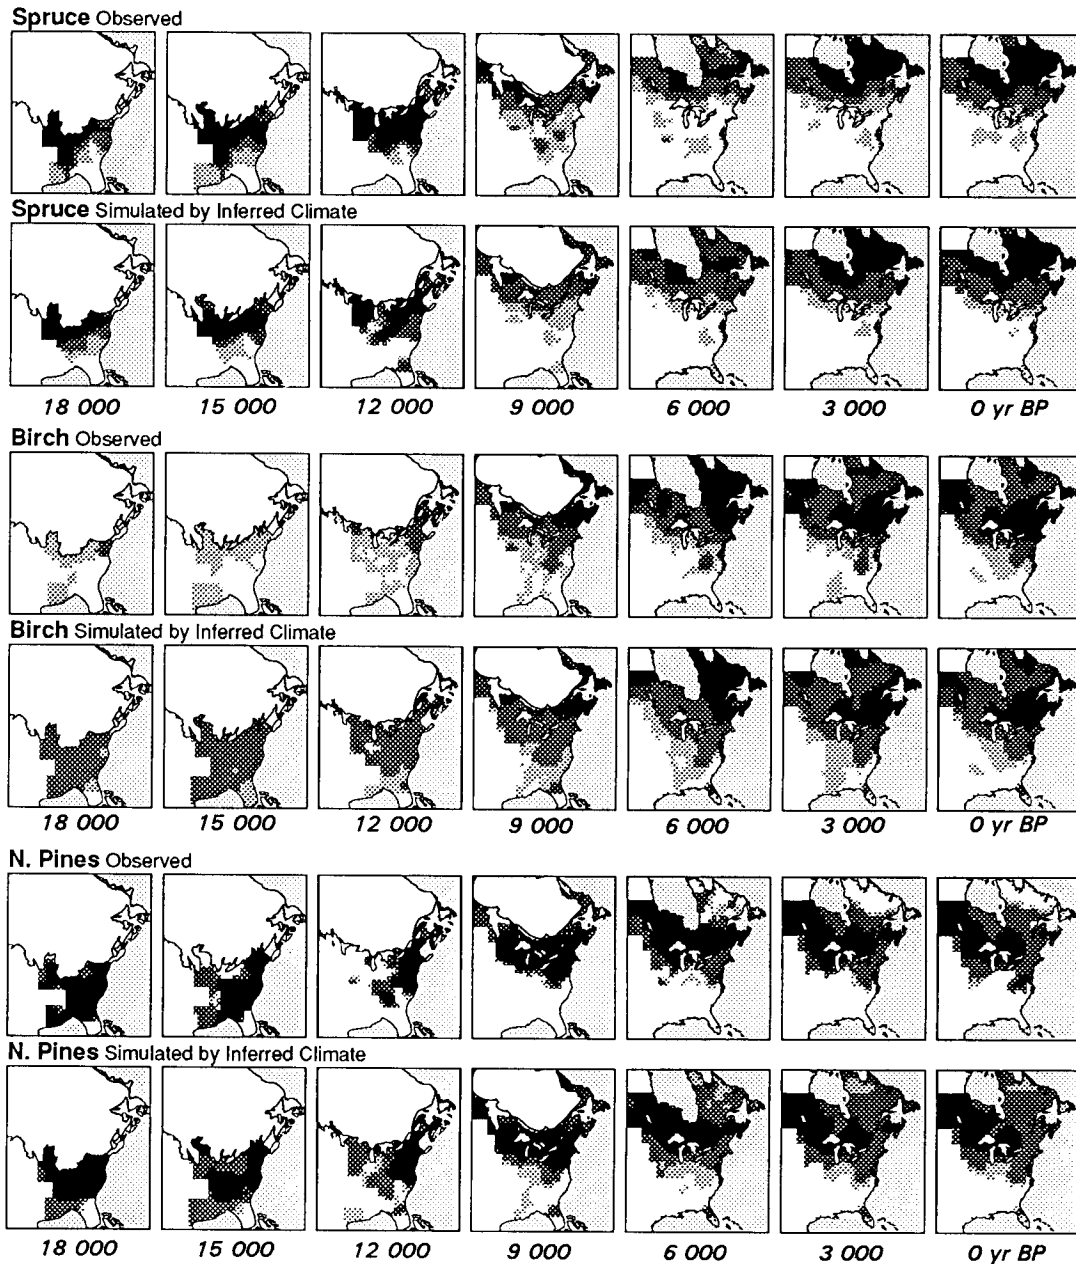 Spruce Observed
Spruce Simulated by Inferred Climate
18 000 15 000 12 000 9 000 6 000 3 000 0 yr BP
Birch Observed
Birch Simulated by Inferred Climate
18 000 15 000 12 000 9 000 6 000 3 000 0 yr BP
N. Pines Observed
N. Pines Simulated by Inferred Climate
18 000 15 000 12 000 9 000 6 000 3 000 0 yr BP